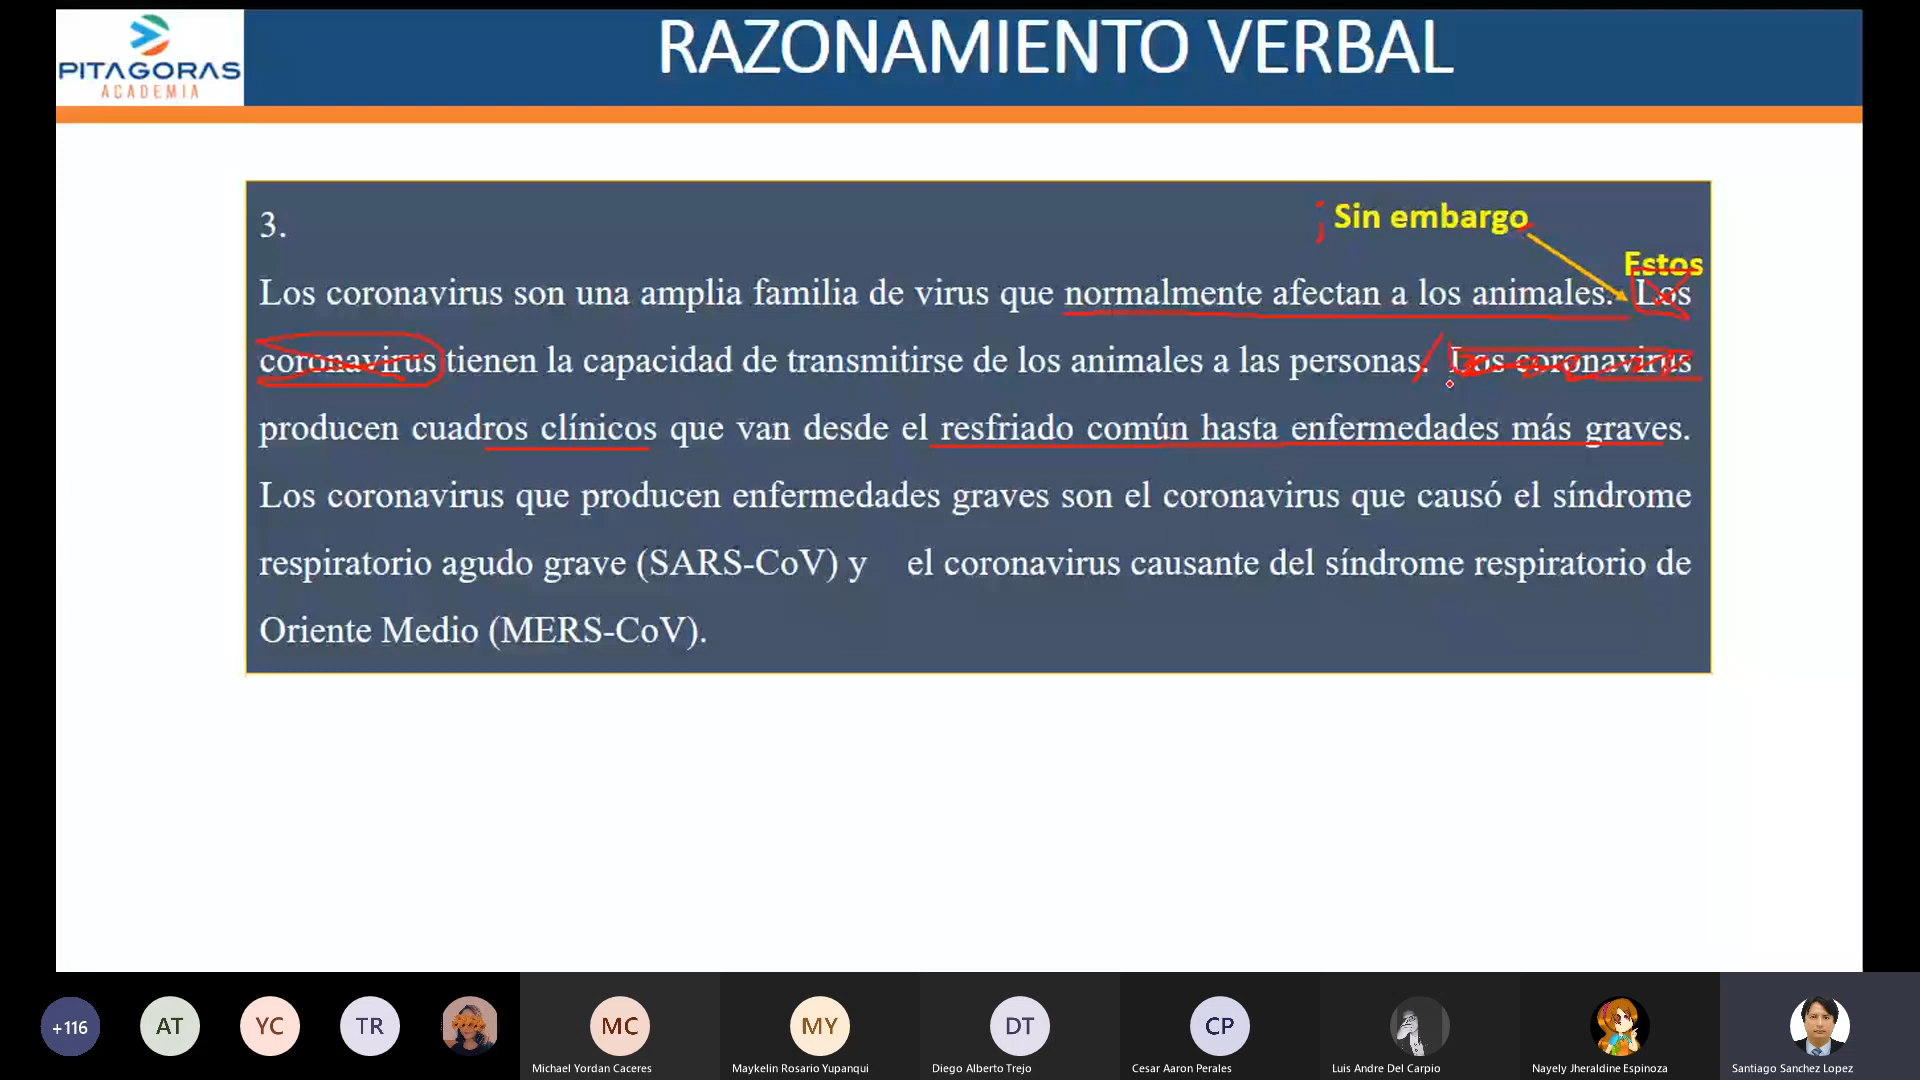 PITAGORAS
ACADEMIA
RAZONAMIENTO VERBAL
3.
; Sin embargo
Estos
Los coronavirus son una amplia familia de virus que normalmente afectan a los animales. Los
coronavirus tienen la capacidad de transmitirse de los animales a las personas. Los coronavirus
producen cuadros clínicos que van desde el resfriado común hasta enfermedades más graves.
Los coronavirus que producen enfermedades graves son el coronavirus que causó el síndrome
respiratorio agudo grave (SARS-CoV) y el coronavirus causante del síndrome respiratorio de
Oriente Medio (MERS-CoV).
+116
AT
YC
TR
MC
MY
DT
CP
Michael Yordan Caceres
Maykelin Rosario Yupanqui
Diego Alberto Trejo
Cesar Aaron Perales
Luis Andre Del Carpio
Nayely Jheraldine Espinoza
Santiago Sanchez Lopez